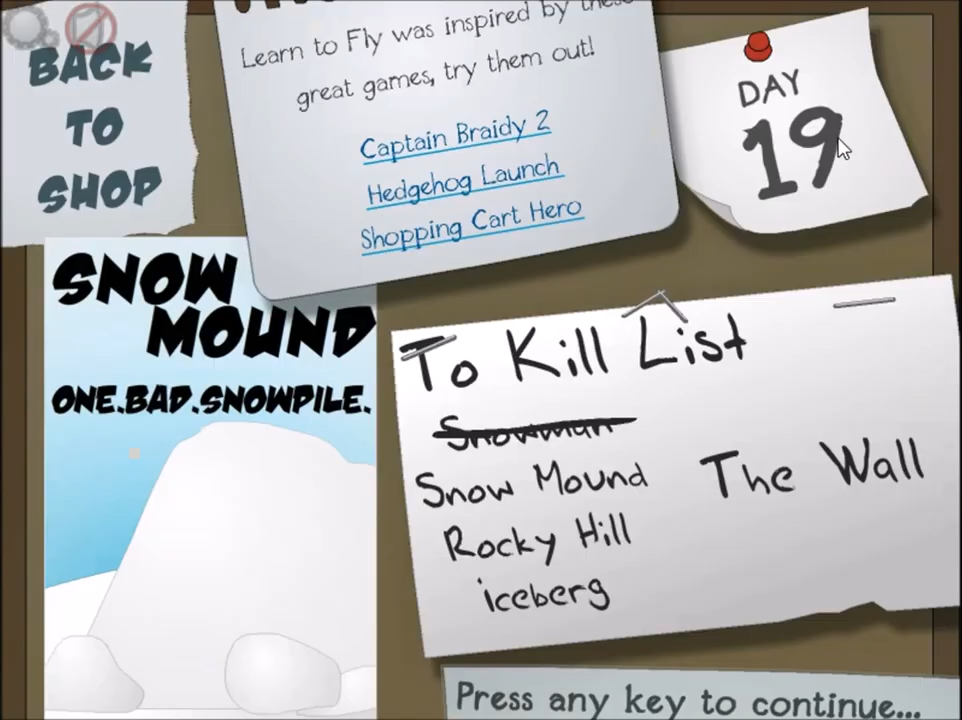 BACK
TO
SHOP
Learn to Fly was inspired by these
great games, try them out!
Captain Braidy 2
Hedgehog Launch
Shopping Cart Hero
DAY
19
SNOW
MOUND
ONE.BAD.SNOWPILE.
To Kill List
Snowman
Snow Mound
The Wall
Rocky Hill
iceberg
Press any key to continue...